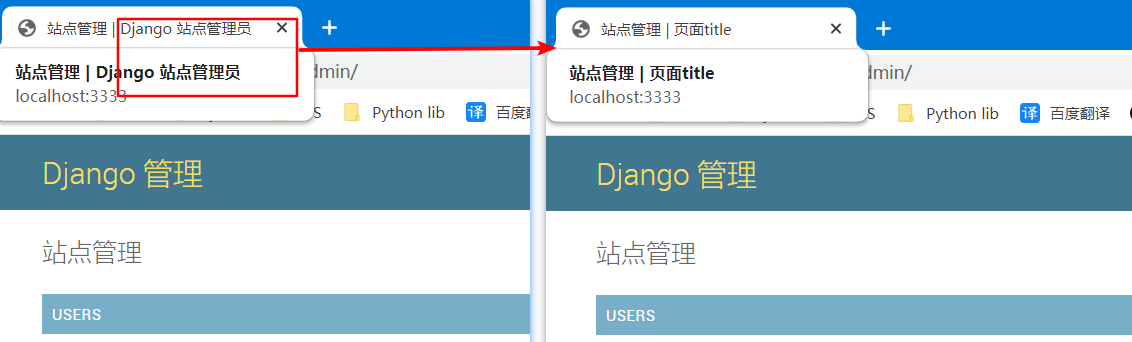 站点管理 | Django 站点管理员
站点管理 | Django 站点管理员
localhost:3333
dmin/
S
Python lib
译
百度翻
Django 管理
站点管理
USERS
站点管理 | 页面title
站点管理 | 页面title
localhost:3333
dmin/
S
Python lib
译
百度翻译
Django 管理
站点管理
USERS